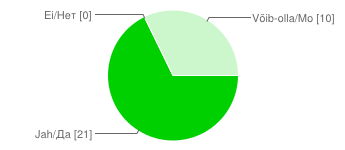 Ei/Нет [0]
Võib-olla/Мо [10]
Jah/Да [21]